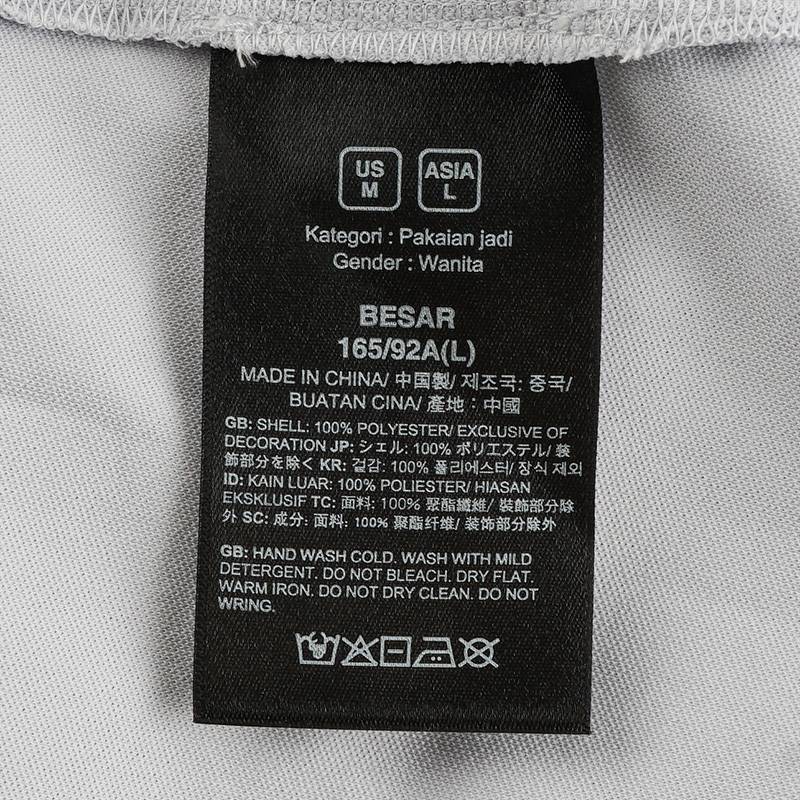 US
M
ASIA
L
Kategori : Pakaian jadi
Gender : Wanita
BESAR
165/92A(L)
MADE IN CHINA/ 中国製/ 제조국: 중국/
BUATAN CINA/ 產地：中國
GB: SHELL: 100% POLYESTER/ EXCLUSIVE OF
DECORATION JP: シェル: 100% ポリエステル/ 装
飾部分を除く KR: 겉감: 100% 폴리에스터/ 장식 제외
ID: KAIN LUAR: 100% POLIESTER/ HIASAN
EKSKLUSIF TC: 面料: 100% 聚酯纖維/ 裝飾部分除
外 SC: 成分: 面料: 100% 聚酯纤维/ 装饰部分除外
GB: HAND WASH COLD. WASH WITH MILD
DETERGENT. DO NOT BLEACH. DRY FLAT.
WARM IRON. DO NOT DRY CLEAN. DO NOT
WRING.